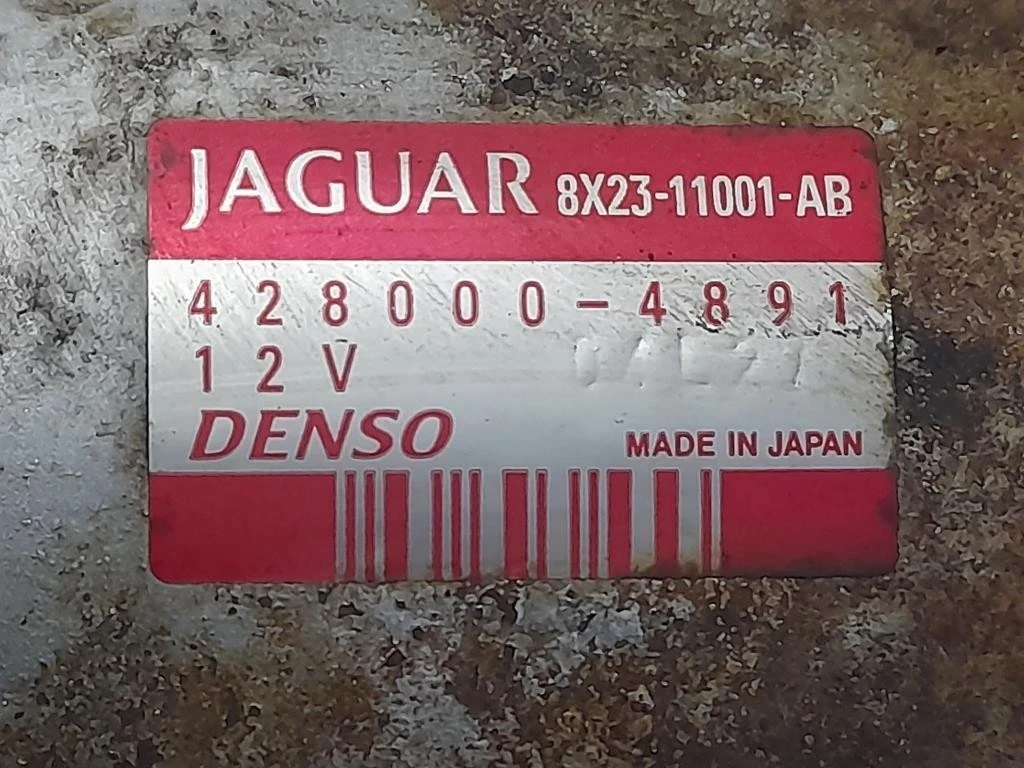 JAGUAR 8X23-11001-AB
428000-4891
12V
DENSO MADE IN JAPAN